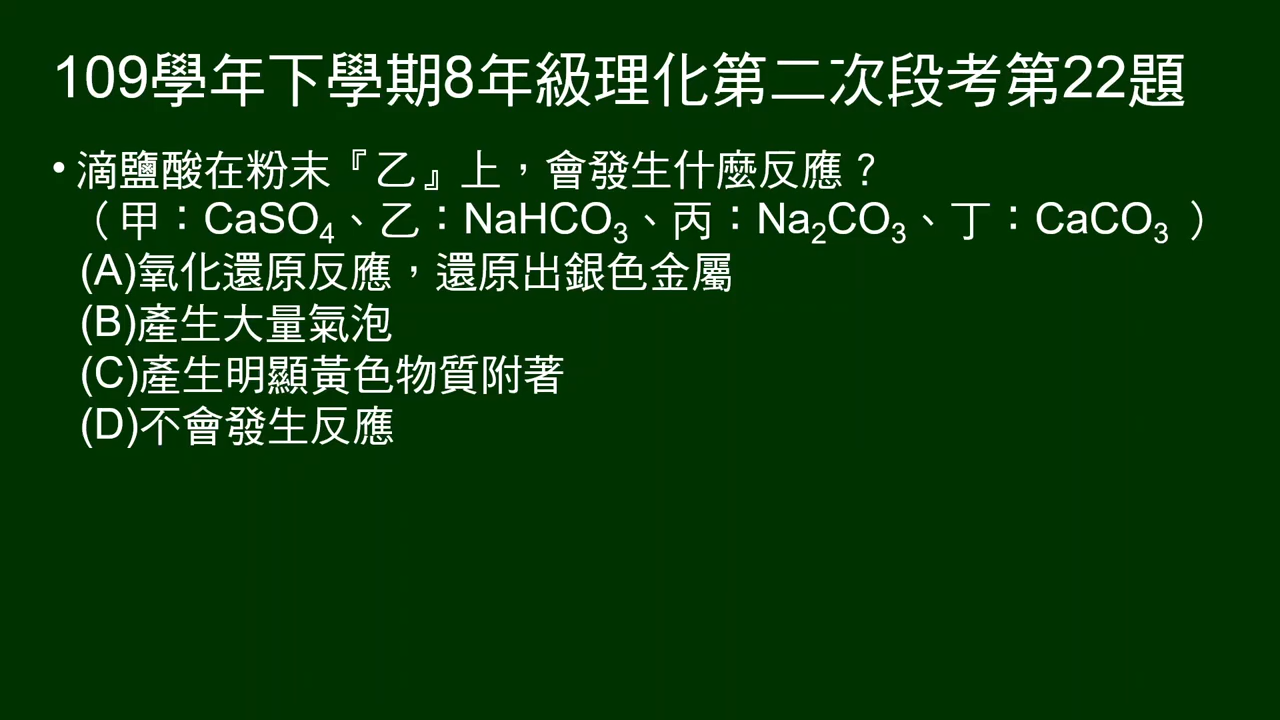 109學年下學期8年級理化第二次段考第22題
• 滴鹽酸在粉末『乙』上，會發生什麼反應？
（甲：CaSO₄、乙：NaHCO₃、丙：Na₂CO₃、丁：CaCO₃ ）
(A)氧化還原反應，還原出銀色金屬
(B)產生大量氣泡
(C)產生明顯黃色物質附著
(D)不會發生反應